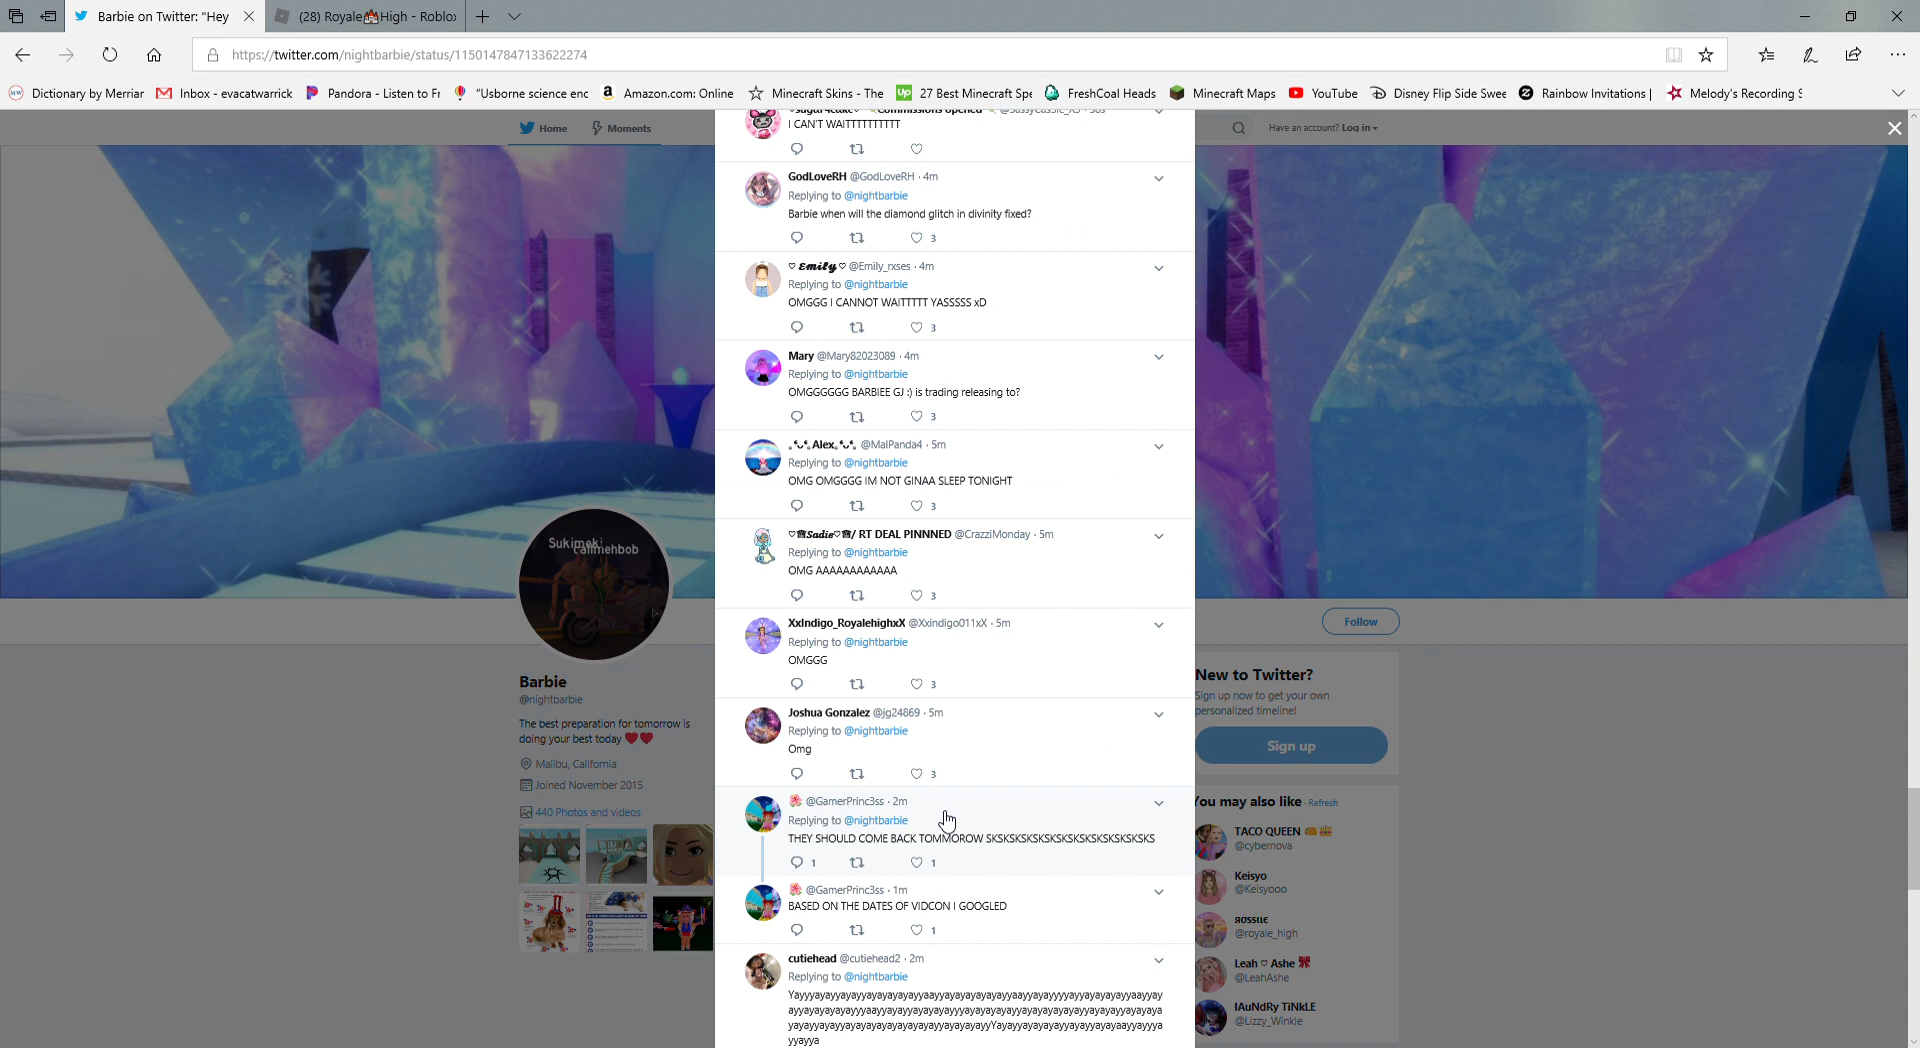 Barbie on Twitter: "Hey
(28) Royale🏰High - Roblox
https://twitter.com/nightbarbie/status/1150147847133622274
Dictionary by Merriar
Inbox - evacatwarrick
Pandora - Listen to Fr
"Usborne science enc
Amazon.com: Online
Minecraft Skins - The
27 Best Minecraft Spe
FreshCoal Heads
Minecraft Maps
YouTube
Disney Flip Side Swee
Rainbow Invitations |
Melody's Recording S
Home
Moments
Have an account? Log in
I CAN'T WAITTTTTTTTTT
GodLoveRH @GodLoveRH · 4m
Replying to @nightbarbie
Barbie when will the diamond glitch in divinity fixed?
3
♡ Emily ♡ @Emily_rxses · 4m
Replying to @nightbarbie
OMGGG I CANNOT WAITTTTT YASSSSS xD
3
Mary @Mary82023089 · 4m
Replying to @nightbarbie
OMGGGGGG BARBIEE GJ :) is trading releasing to?
3
Alex @MalPanda4 · 5m
Replying to @nightbarbie
OMG OMGGGG IM NOT GINAA SLEEP TONIGHT
3
♡Sadie♡/ RT DEAL PINNNED @CrazziMonday · 5m
Replying to @nightbarbie
OMG AAAAAAAAAAAA
3
XxIndigo_RoyalehighxX @Xxindigo011xX · 5m
Replying to @nightbarbie
OMGGG
3
Joshua Gonzalez @jg24869 · 5m
Replying to @nightbarbie
Omg
3
🌺 @GamerPrinc3ss · 2m
Replying to @nightbarbie
THEY SHOULD COME BACK TOMMOROW SKSKSKSKSKSKSKSKSKSKSKSKSKSKS
1 1
🌺 @GamerPrinc3ss · 1m
BASED ON THE DATES OF VIDCON I GOOGLED
1
cutiehead @cutiehead2 · 2m
Replying to @nightbarbie
yyayya
Sukimeki
callmehbob
Barbie
@nightbarbie
The best preparation for tomorrow is
doing your best today ❤❤
Malibu, California
Joined November 2015
440 Photos and videos
Follow
New to Twitter?
Sign up now to get your own
personalized timeline!
Sign up
You may also like · Refresh
TACO QUEEN
@cybernova
Keisyo
@Keisyooo
ЯOSSLIE
@royale_high
Leah ♡ Ashe 🎀
@LeahAshe
lAuNdRy TiNkLE
@Lizzy_Winkle